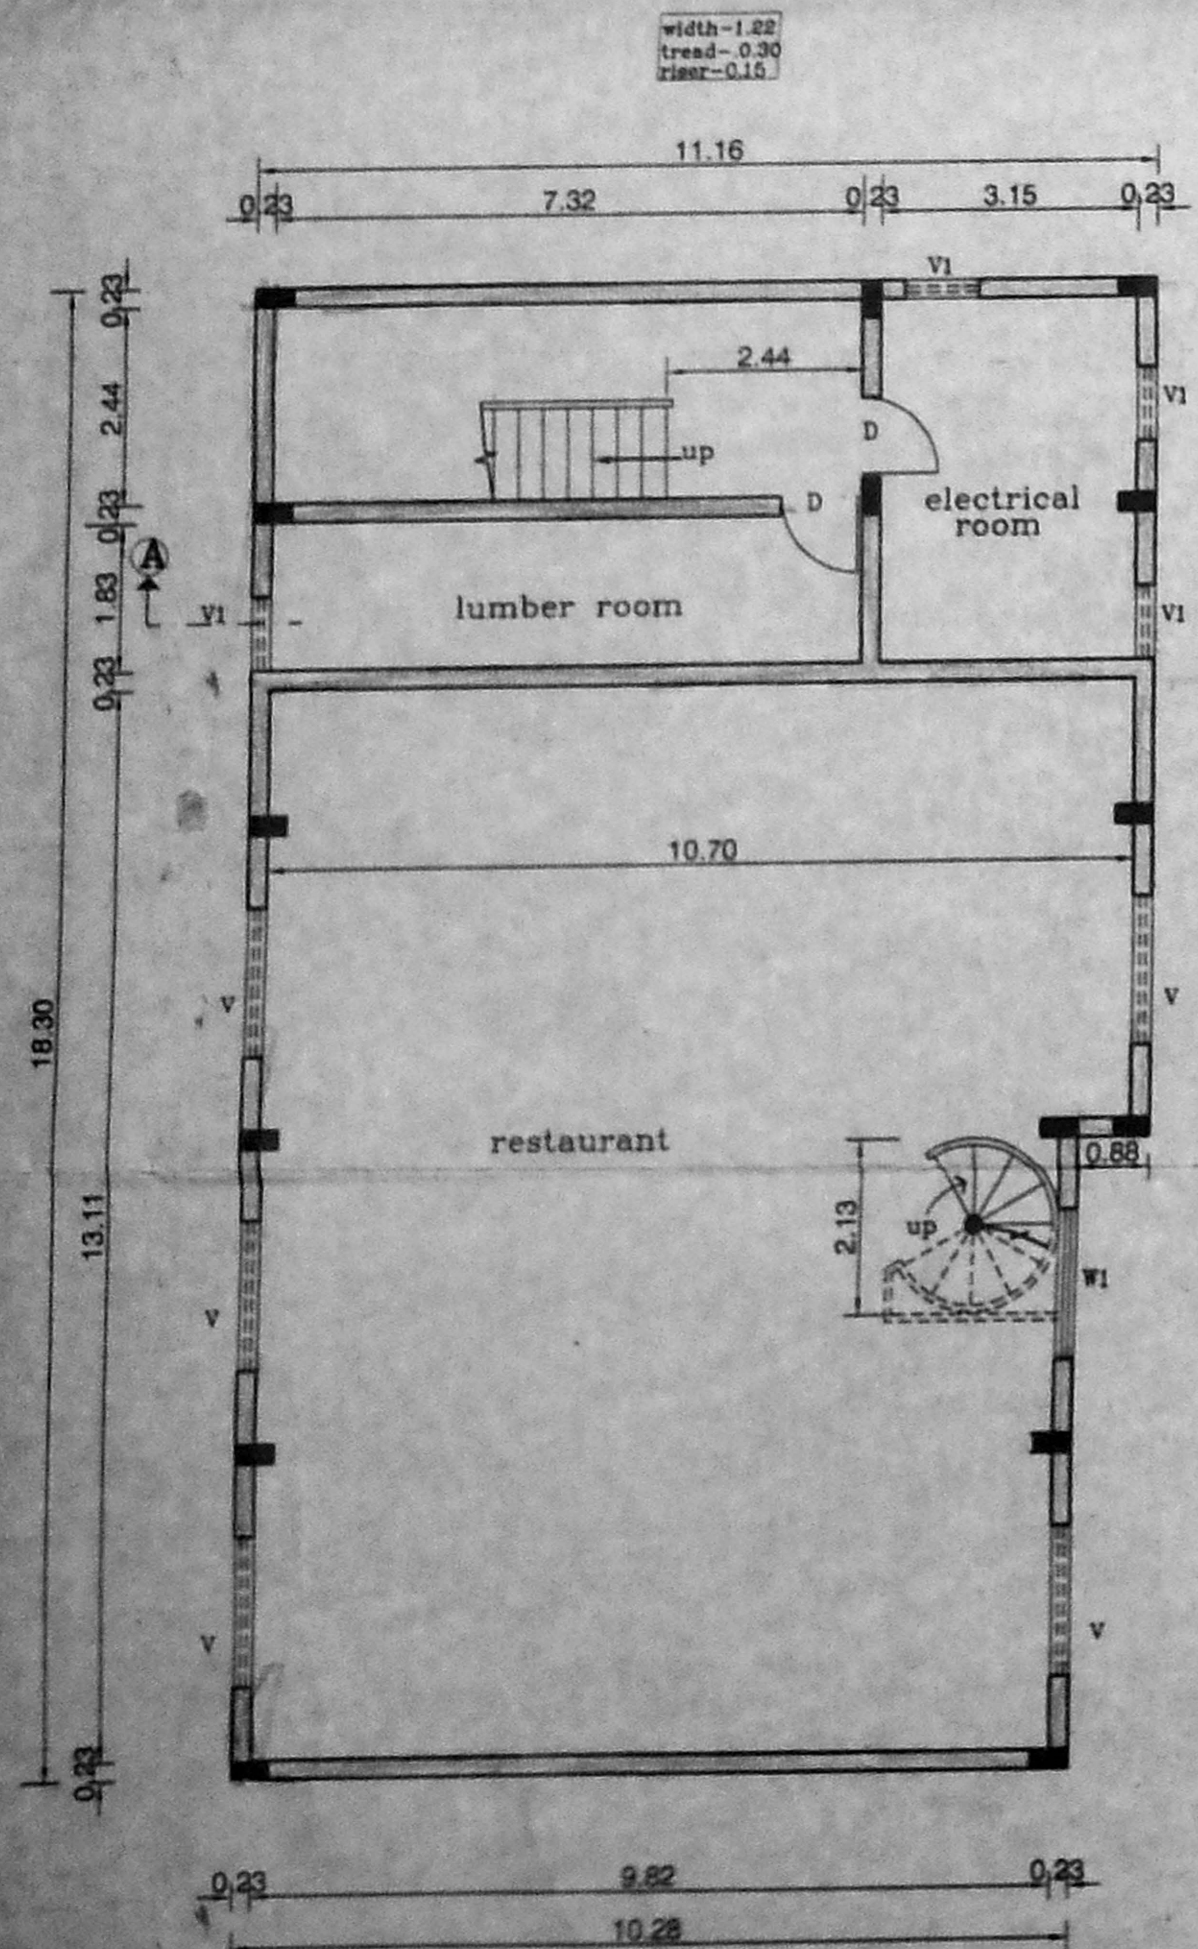 width-1.22
tread-.0.30
riser-0.15
11.16
0.23
7.32
0.23
3.15
0.23
V1
0.23
2.44
2.44
V1
D
up
D
electrical
room
0.23
A
1.83
lumber room
V1
V1
0.23
10.70
V
V
18.30
restaurant
0.88
2.13
up
13.11
W1
V
V
V
0.23
0.23
9.82
0.23
10.28